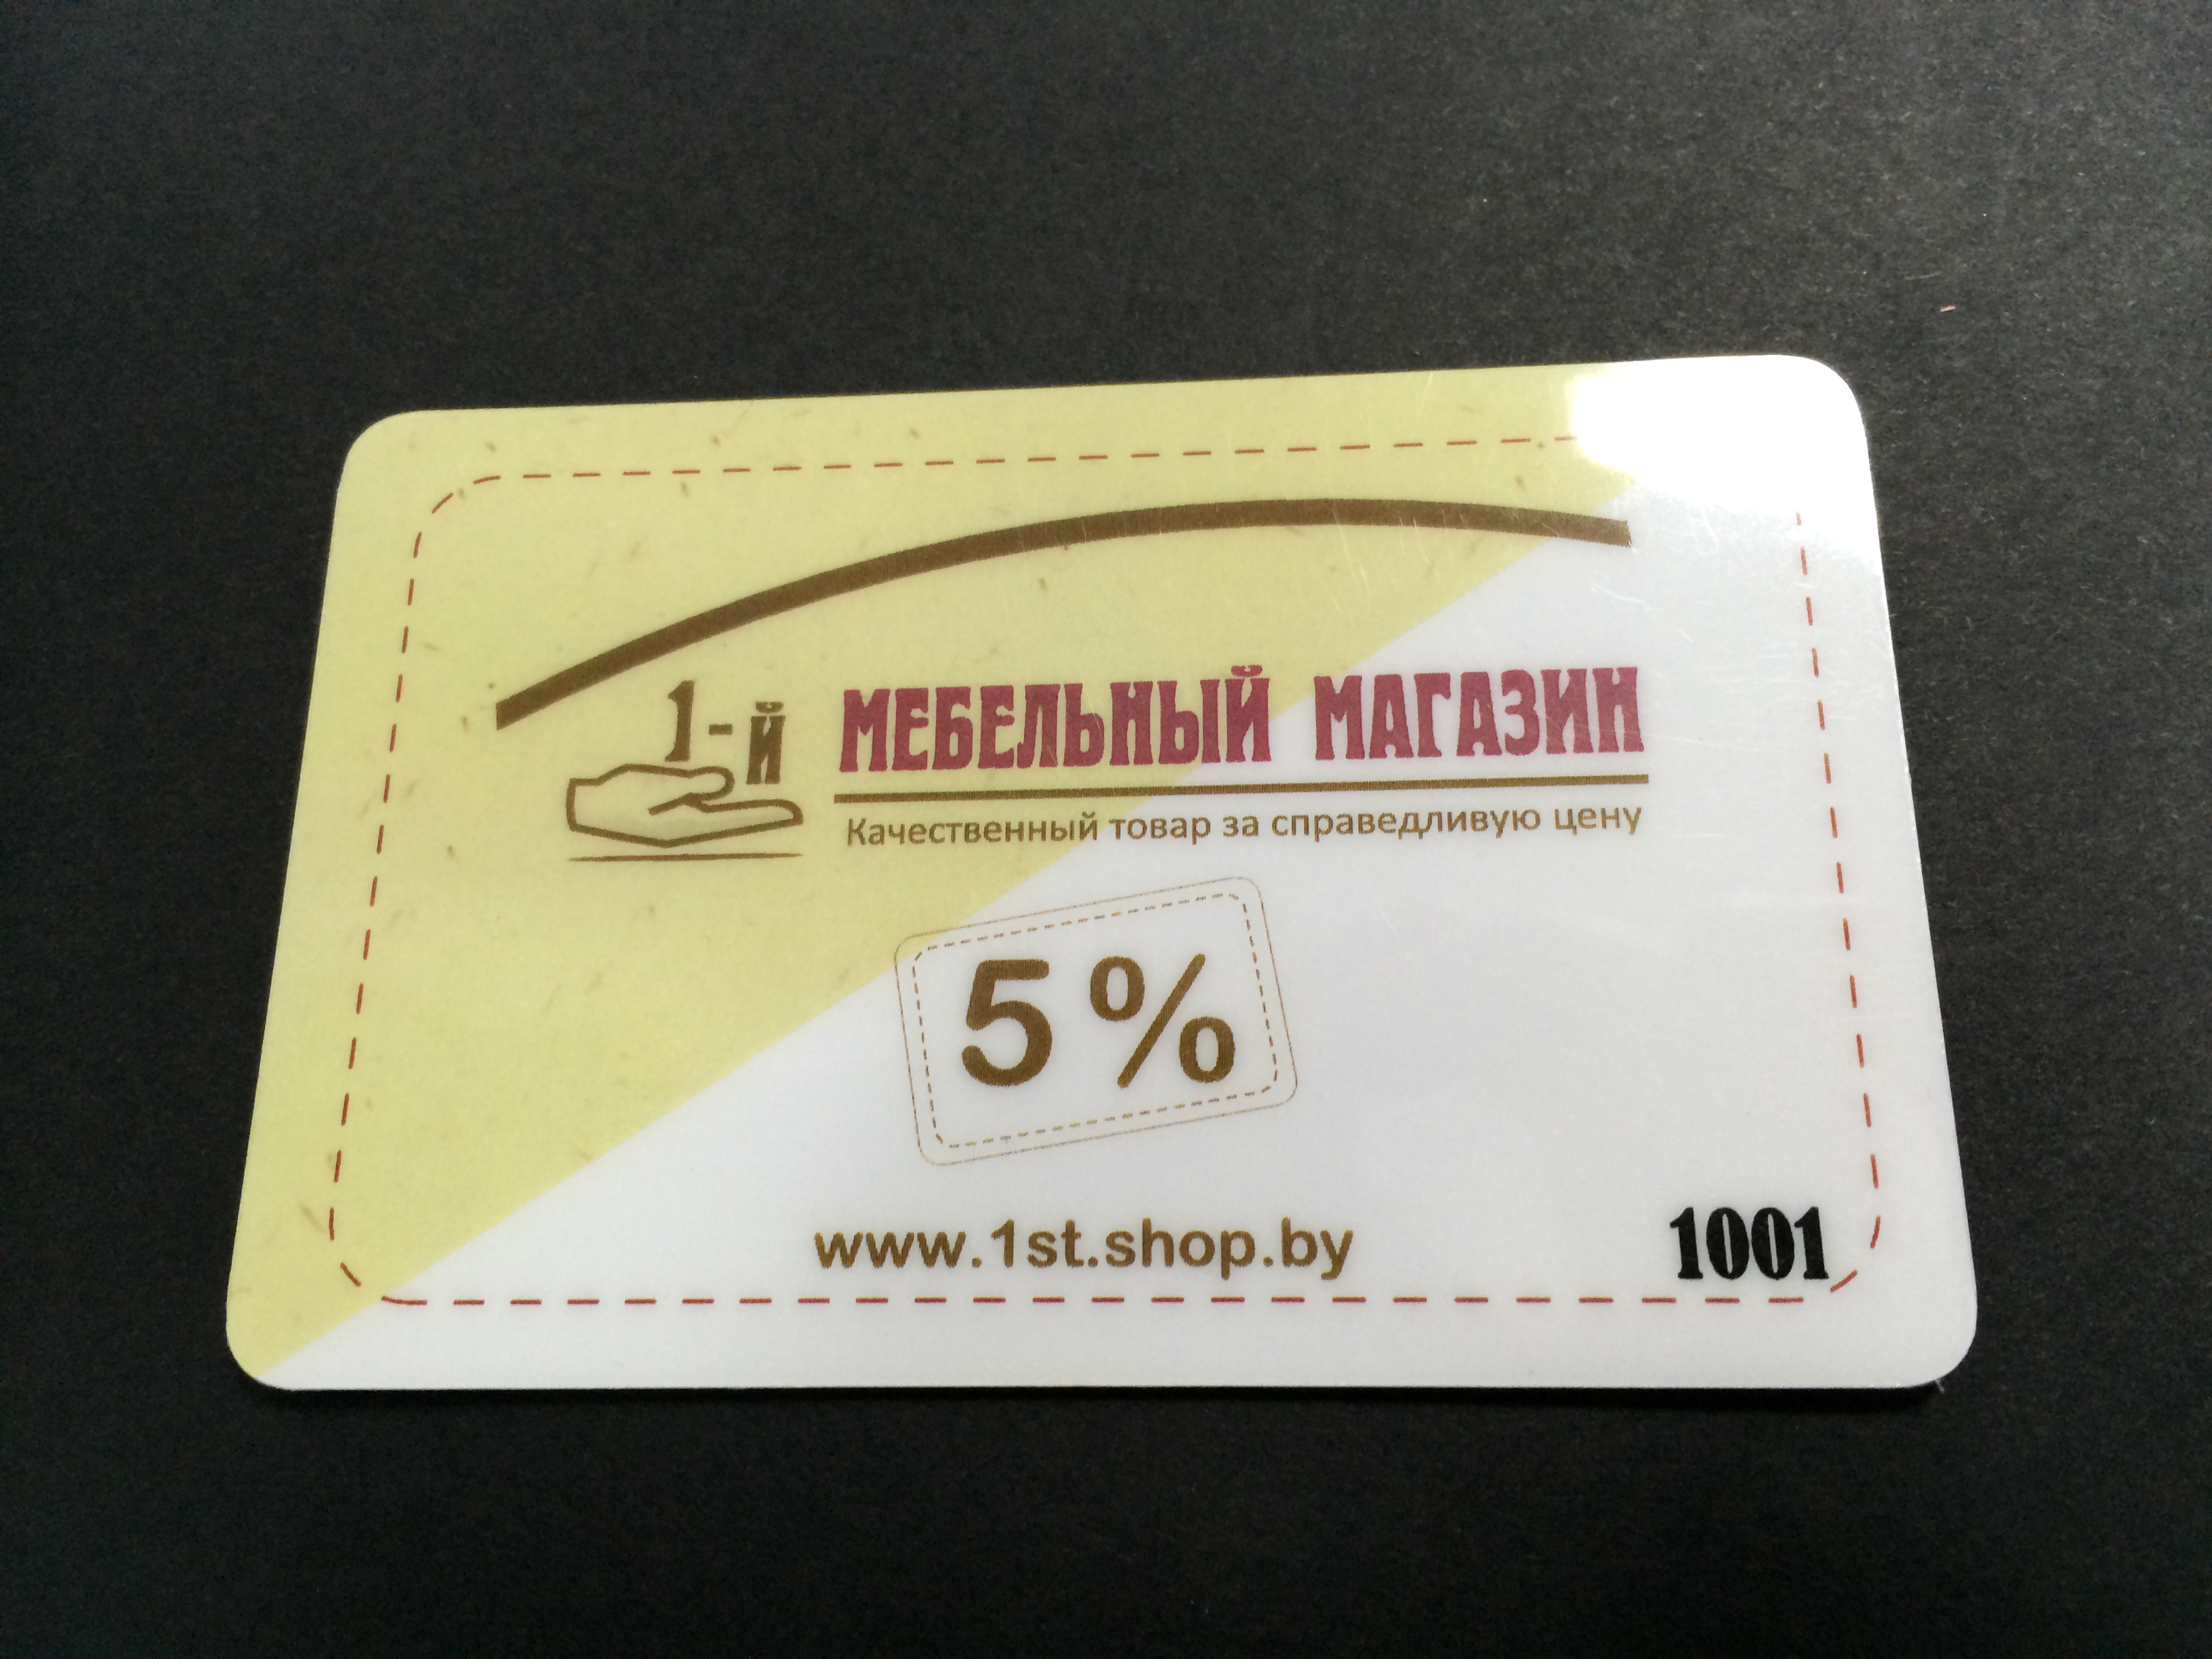 1-й МЕБЕЛЬНЫЙ МАГАЗИН
Качественный товар за справедливую цену
5%
www.1st.shop.by
1001